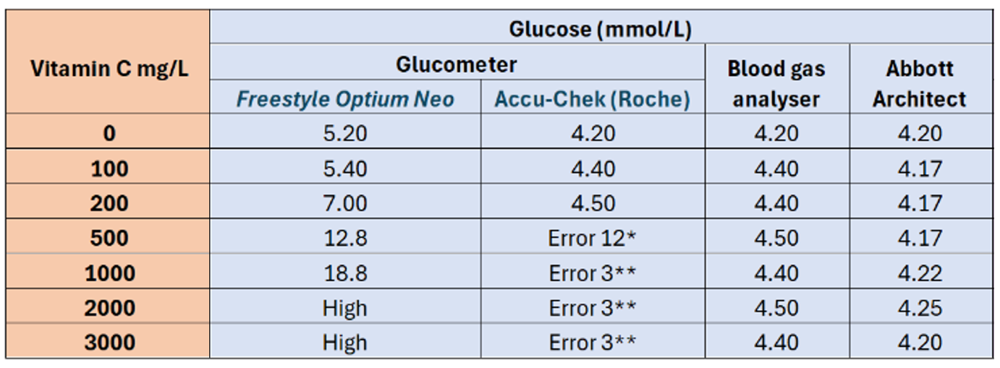 Vitamin C mg/L
Glucose (mmol/L)
Glucometer
Blood gas
analyser
Abbott
Architect
Freestyle Optium Neo
Accu-Chek (Roche)
0 5.20 4.20 4.20 4.20
100 5.40 4.40 4.40 4.17
200 7.00 4.50 4.40 4.17
500 12.8 Error 12* 4.50 4.17
1000 18.8 Error 3** 4.40 4.22
2000 High Error 3** 4.50 4.25
3000 High Error 3** 4.40 4.20